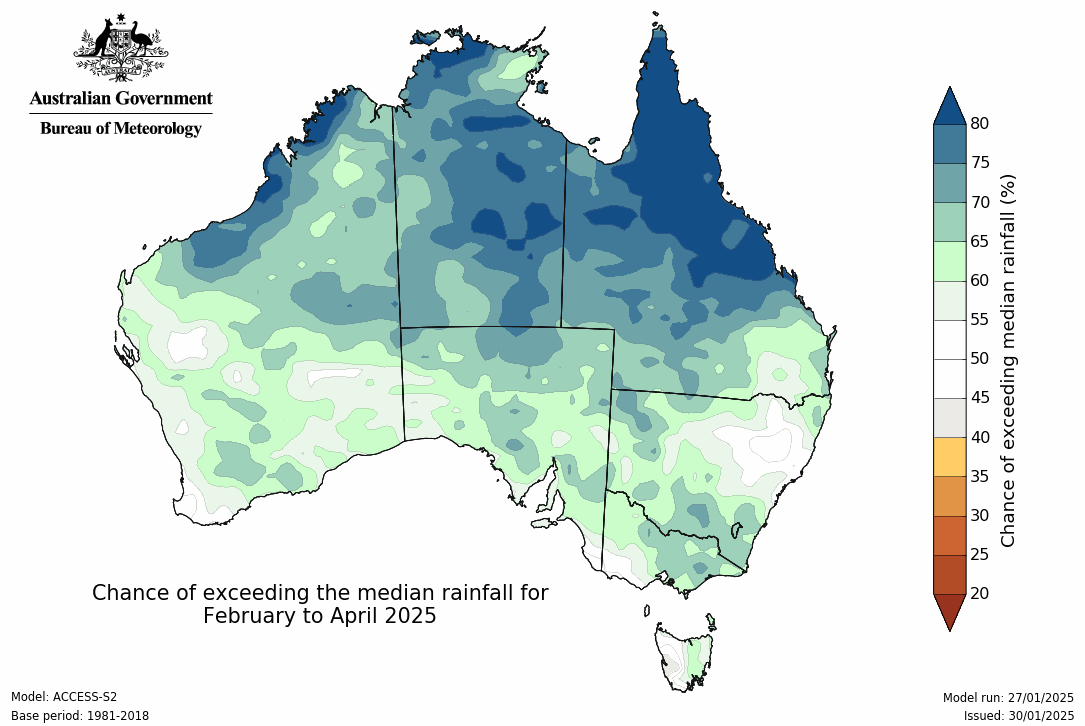 Australian Government
Bureau of Meteorology
80
75
70
65
60
55
50
45
40
35
30
25
20
Chance of exceeding median rainfall (%)
Chance of exceeding the median rainfall for
February to April 2025
Model: ACCESS-S2
Base period: 1981-2018
Model run: 27/01/2025
Issued: 30/01/2025